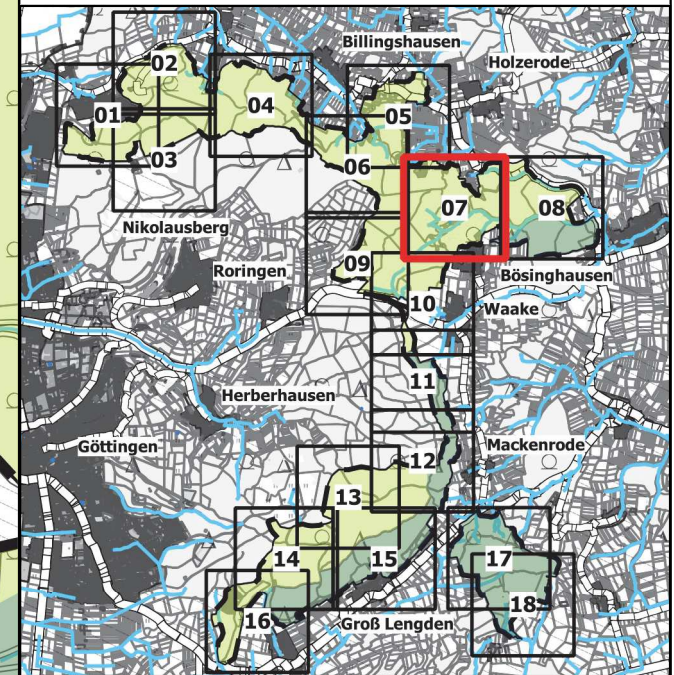 Billingshausen
02
Holzerode
04
01
05
03
06
07
08
Nikolausberg
09
Roringen
Bösinghausen
10
Waake
11
Herberhausen
Göttingen
Mackenrode
12
13
14
15
17
18
16
Groß Lengden